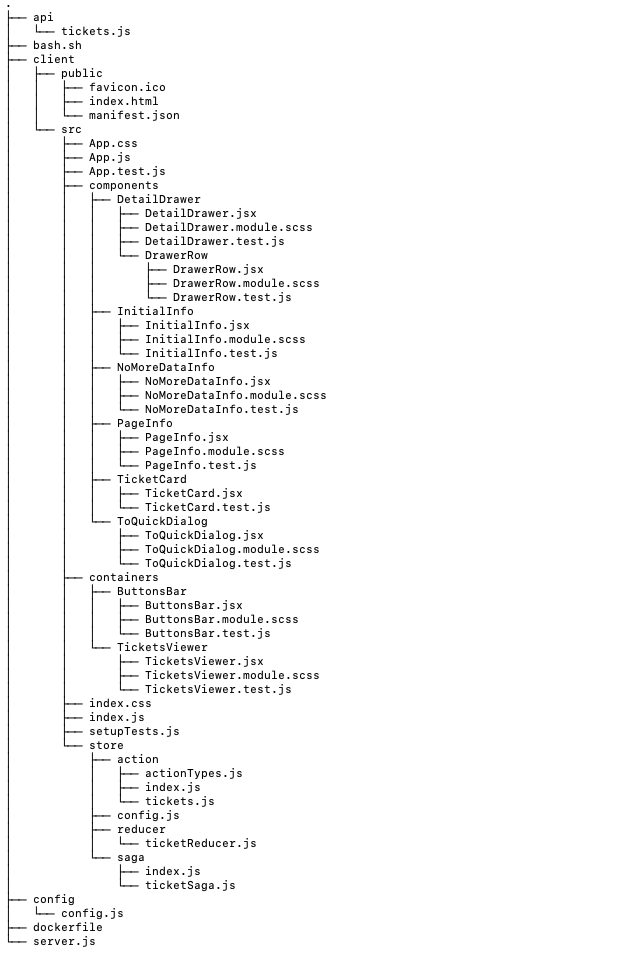 .
├── api
│   └── tickets.js
├── bash.sh
├── client
│   ├── public
│   │   ├── favicon.ico
│   │   ├── index.html
│   │   └── manifest.json
│   └── src
│       ├── App.css
│       ├── App.js
│       ├── App.test.js
│       ├── components
│       │   ├── DetailDrawer
│       │   │   ├── DetailDrawer.jsx
│       │   │   ├── DetailDrawer.module.scss
│       │   │   ├── DetailDrawer.test.js
│       │   │   └── DrawerRow
│       │   │       ├── DrawerRow.jsx
│       │   │       ├── DrawerRow.module.scss
│       │   │       └── DrawerRow.test.js
│       │   ├── InitialInfo
│       │   │   ├── InitialInfo.jsx
│       │   │   ├── InitialInfo.module.scss
│       │   │   └── InitialInfo.test.js
│       │   ├── NoMoreDataInfo
│       │   │   ├── NoMoreDataInfo.jsx
│       │   │   ├── NoMoreDataInfo.module.scss
│       │   │   └── NoMoreDataInfo.test.js
│       │   ├── PageInfo
│       │   │   ├── PageInfo.jsx
│       │   │   ├── PageInfo.module.scss
│       │   │   └── PageInfo.test.js
│       │   ├── TicketCard
│       │   │   ├── TicketCard.jsx
│       │   │   └── TicketCard.test.js
│       │   └── ToQuickDialog
│       │       ├── ToQuickDialog.jsx
│       │       ├── ToQuickDialog.module.scss
│       │       └── ToQuickDialog.test.js
│       ├── containers
│       │   ├── ButtonsBar
│       │   │   ├── ButtonsBar.jsx
│       │   │   ├── ButtonsBar.module.scss
│       │   │   └── ButtonsBar.test.js
│       │   └── TicketsViewer
│       │       ├── TicketsViewer.jsx
│       │       ├── TicketsViewer.module.scss
│       │       └── TicketsViewer.test.js
│       ├── index.css
│       ├── index.js
│       ├── setupTests.js
│       └── store
│           ├── action
│           │   ├── actionTypes.js
│           │   ├── index.js
│           │   └── tickets.js
│           ├── config.js
│           ├── reducer
│           │   └── ticketReducer.js
│           └── saga
│               ├── index.js
│               └── ticketSaga.js
├── config
│   └── config.js
├── dockerfile
└── server.js